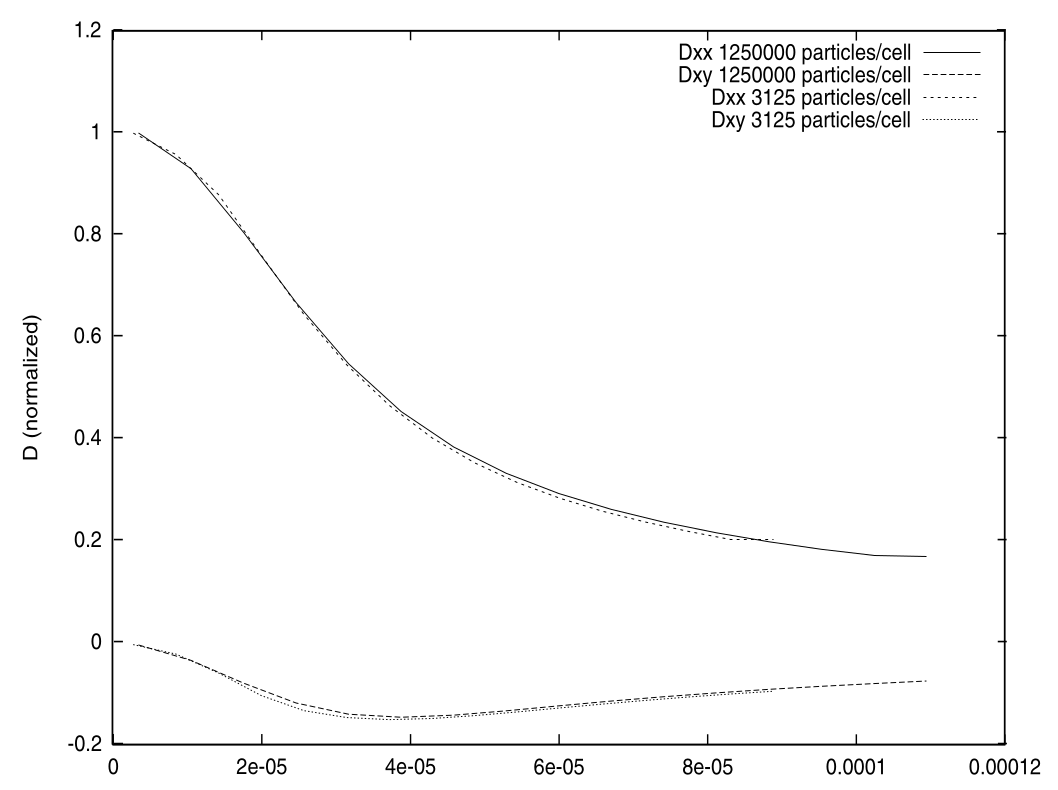 1.2
1
0.8
0.6
0.4
0.2
0
-0.2
D (normalized)
Dxx 1250000 particles/cell
Dxy 1250000 particles/cell
Dxx 3125 particles/cell
Dxy 3125 particles/cell
0 2e-05 4e-05 6e-05 8e-05 0.0001 0.00012